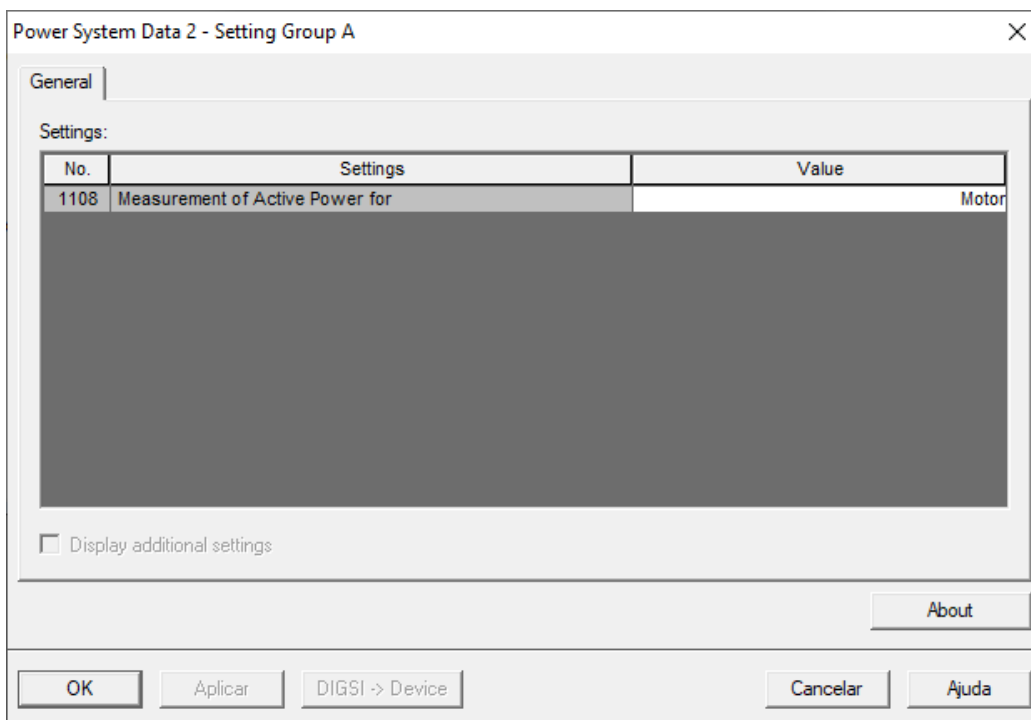 Power System Data 2 - Setting Group A
General
Settings:
No. Settings Value
1108 Measurement of Active Power for Motor
Display additional settings
About
OK Aplicar DIGSI -> Device Cancelar Ajuda